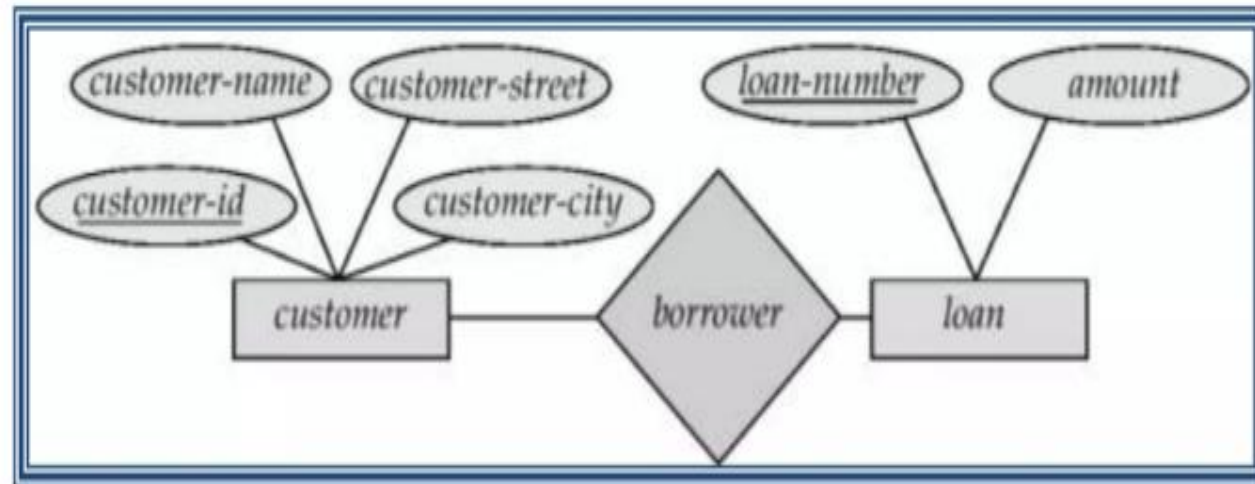 customer-name customer-street loan-number amount
customer-id customer-city
customer borrower loan